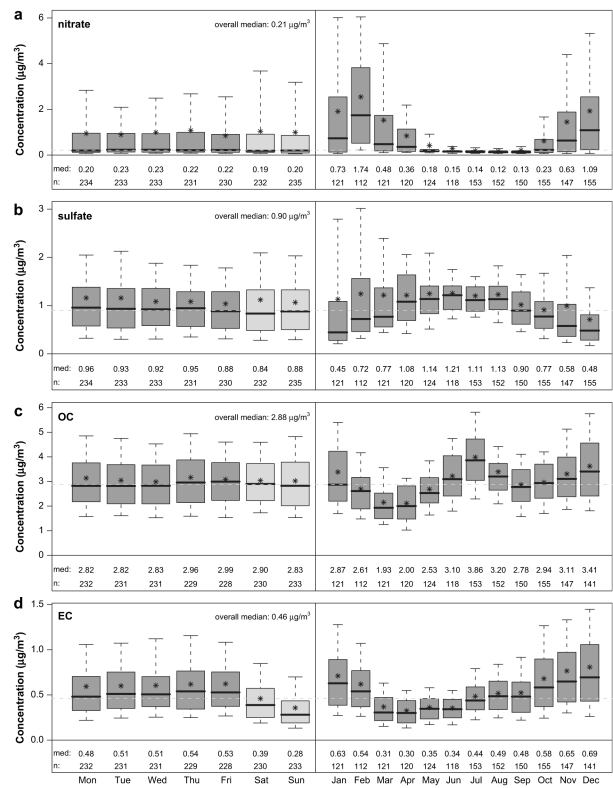 a
nitrate
overall median: 0.21 µg/m³
Concentration (µg/m³)
6
4
2
0
med: 0.20 0.23 0.23 0.22 0.22 0.19 0.20 0.73 1.74 0.48 0.36 0.18 0.15 0.14 0.12 0.13 0.23 0.63 1.09
n: 234 233 233 231 230 232 235 121 112 121 120 124 118 153 152 150 155 147 155
b
sulfate
overall median: 0.90 µg/m³
Concentration (µg/m³)
3
2
1
0
med: 0.96 0.93 0.92 0.95 0.88 0.84 0.88 0.45 0.72 0.77 1.08 1.14 1.21 1.11 1.13 0.90 0.77 0.58 0.48
n: 234 233 233 231 230 232 235 121 112 121 120 124 118 153 152 150 155 147 155
c
OC
overall median: 2.88 µg/m³
Concentration (µg/m³)
6
5
4
3
2
1
0
med: 2.82 2.82 2.83 2.96 2.99 2.90 2.83 2.87 2.61 1.93 2.00 2.53 3.10 3.86 3.20 2.78 2.94 3.11 3.41
n: 232 231 231 229 228 230 233 121 112 121 120 124 118 153 152 150 155 147 141
d
EC
overall median: 0.46 µg/m³
Concentration (µg/m³)
1.5
1.0
0.5
0.0
med: 0.48 0.51 0.51 0.54 0.53 0.39 0.28 0.63 0.54 0.31 0.30 0.35 0.34 0.44 0.49 0.48 0.58 0.65 0.69
n: 232 231 231 229 228 230 233 121 112 121 120 124 118 153 152 150 155 147 141
Mon Tue Wed Thu Fri Sat Sun Jan Feb Mar Apr May Jun Jul Aug Sep Oct Nov Dec